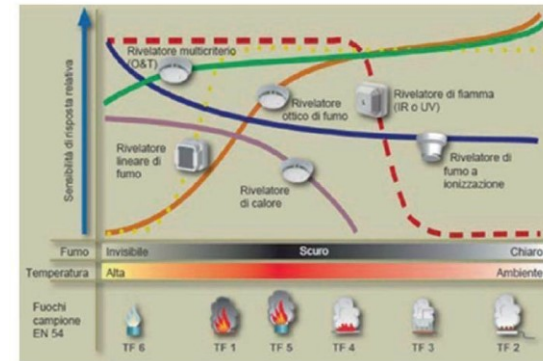 Sensibilità di risposta relativa
Rivelatore multicriterio
(O&T)
Rivelatore
ottico di fumo
Rivelatore di fiamma
(IR o UV)
Rivelatore
lineare di
fumo
Rivelatore
di calore
Rivelatore di
fumo a
ionizzazione
Fumo Invisibile Scuro Chiaro
Temperatura Alta Ambiente
Fuochi
campione
EN 54
TF 6 TF 1 TF 5 TF 4 TF 3 TF 2